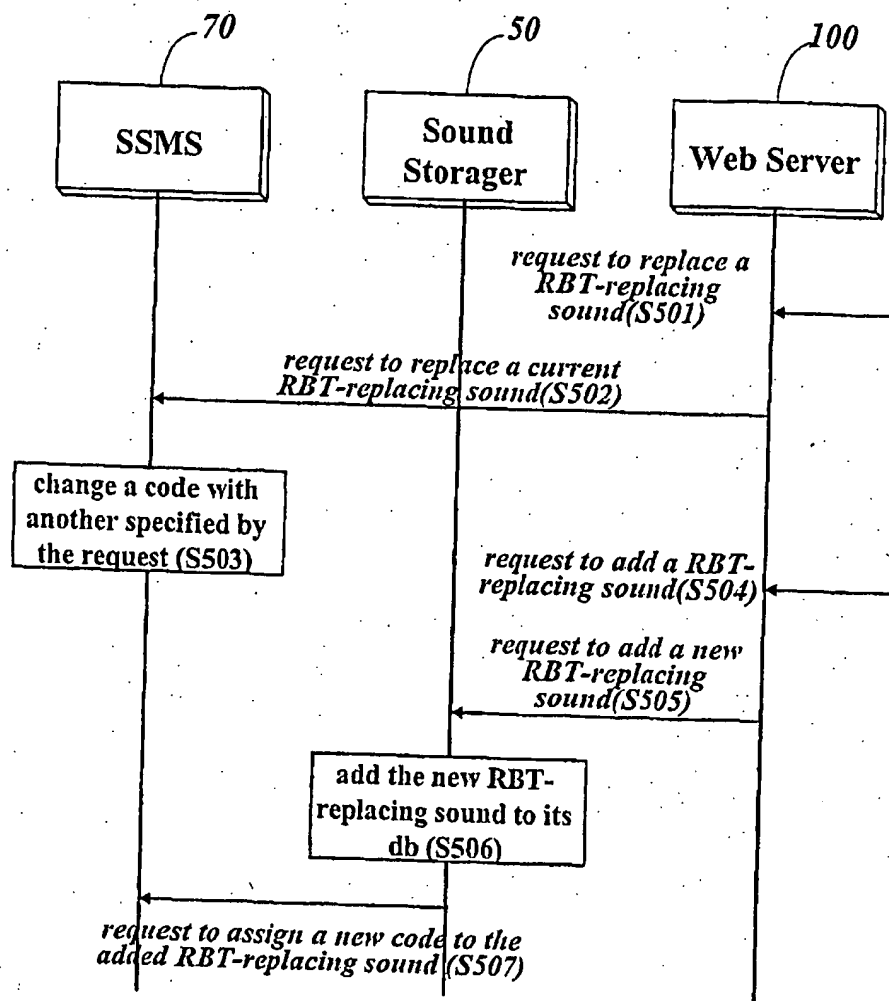 70
50
100
SSMS
Sound
Storager
Web Server
request to replace a
RBT-replacing
sound(S501)
request to replace a current
RBT-replacing sound(S502)
change a code with
another specified by
the request (S503)
request to add a RBT-
replacing sound(S504)
request to add a new
RBT-replacing
sound(S505)
add the new RBT-
replacing sound to its
db (S506)
request to assign a new code to the
added RBT-replacing sound (S507)